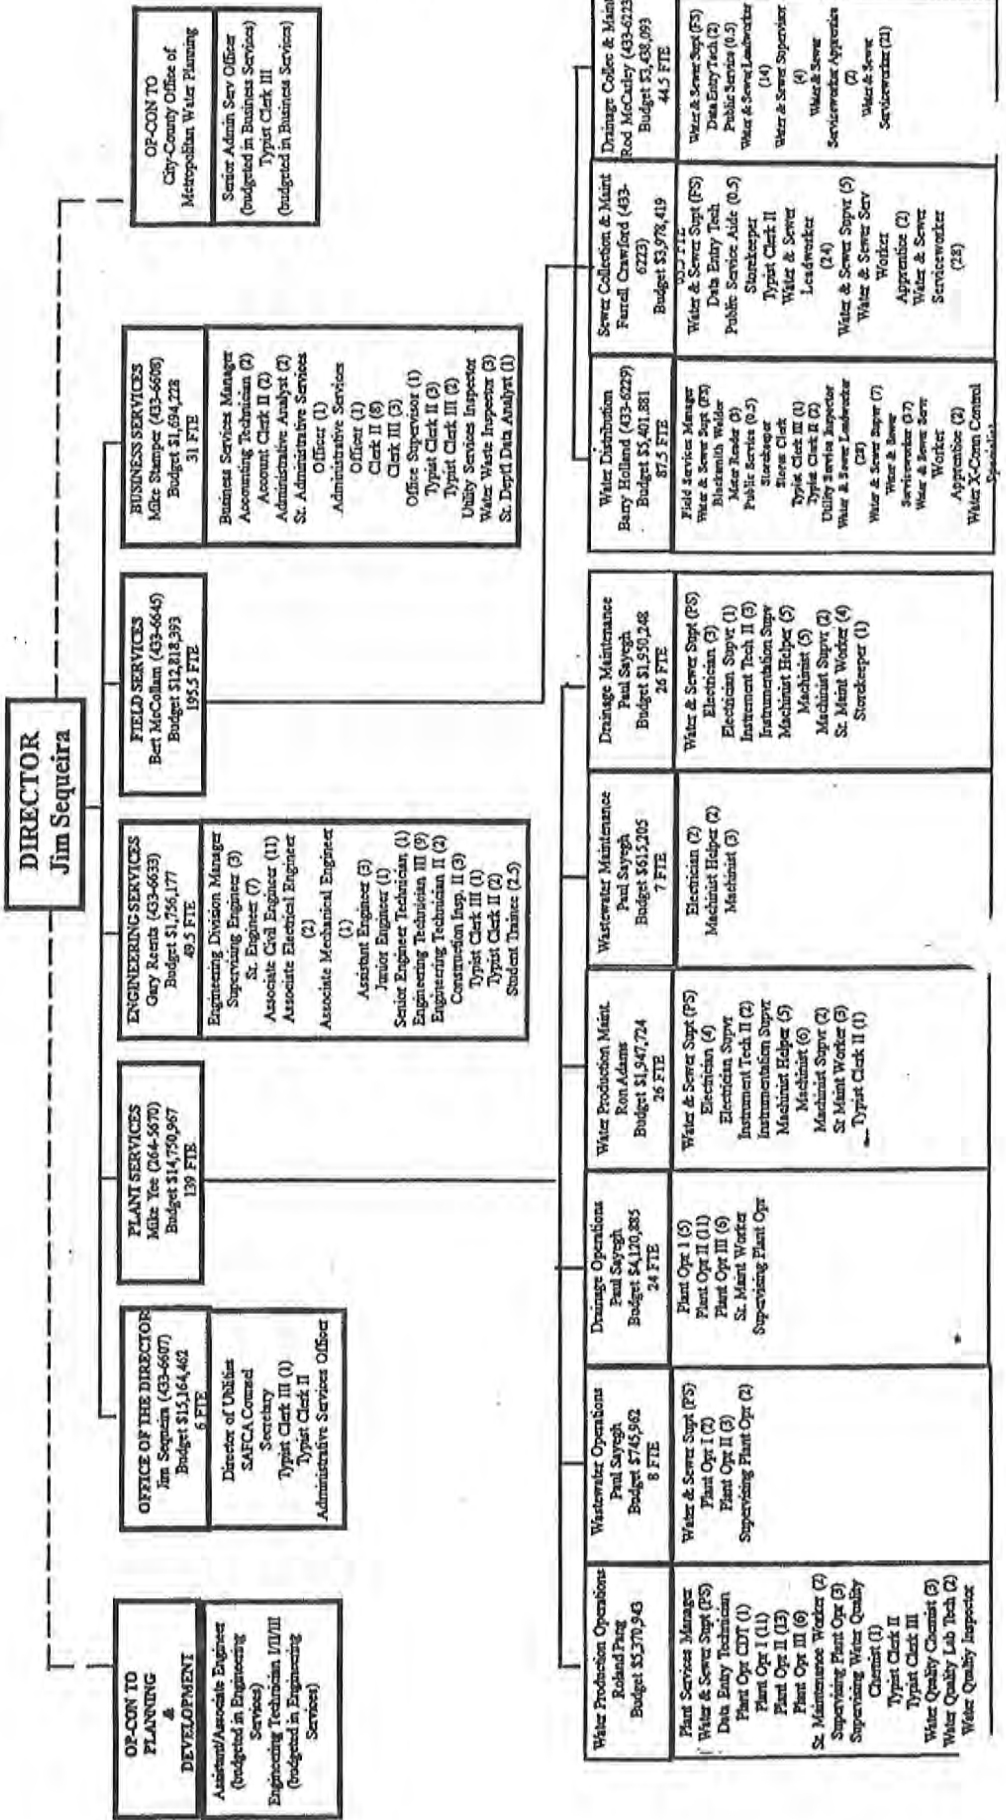 DIRECTOR
Jim Sequeira
OP-CON TO
PLANNING
&
DEVELOPMENT
Assistant/Associate Engineer
(budgeted in Engineering
Services)
Engineering Technician I/II/III
(budgeted in Engineering
Services)
OFFICE OF THE DIRECTOR
Jim Sequeira (433-6607)
Budget $15,164,462
6 FTE
Director of Utilities
SAFCA Counsel
Secretary
Typist Clerk III (1)
Typist Clerk II
Administrative Services Officer
PLANT SERVICES
Mike Yee (264-5670)
Budget $14,750,967
139 FTE
ENGINEERING SERVICES
Gary Rents (433-6633)
Budget $1,756,177
49.5 FTE
Engineering Division Manager
Supervising Engineer (3)
Sr. Engineer (7)
Associate Civil Engineer (11)
Associate Electrical Engineer
(2)
Associate Mechanical Engineer
(1)
Assistant Engineer (3)
Junior Engineer (1)
Senior Engineer Technician (1)
Engineering Technician III (9)
Engineering Technician II (2)
Construction Insp. II (3)
Typist Clerk III (1)
Typist Clerk II (2)
Student Trainee (2.5)
FIELD SERVICES
Bert McCollam (433-6645)
Budget $12,818,393
195.5 FTE
BUSINESS SERVICES
Mike Stamper (433-6608)
Budget $1,694,228
31 FTE
Business Services Manager
Accounting Technician (2)
Account Clerk II (2)
Administrative Analyst (2)
Sr. Administrative Services
Officer (1)
Administrative Services
Officer (1)
Clerk II (8)
Clerk III (3)
Office Supervisor (1)
Typist Clerk II (3)
Typist Clerk III (2)
Utility Services Inspector
Water Waste Inspector (3)
Sr. Dept'l Data Analyst (1)
OP-CON TO
City-County Office of
Metropolitan Water Planning
Senior Admin Serv Officer
(budgeted in Business Services)
Typist Clerk III
(budgeted in Business Services)
Water Production Operations
Roland Pang
Budget $5,370,943
Plant Services Manager
Water & Sewer Supt (FS)
Data Entry Technician
Plant Opr CDT (1)
Plant Opr I (11)
Plant Opr II (13)
Plant Opr III (6)
Sr. Maintenance Worker (2)
Supervising Plant Opr (3)
Supervising Water Quality
Chemist (1)
Typist Clerk II
Typist Clerk III
Water Quality Chemist (3)
Water Quality Lab Tech (2)
Water Quality Inspector
Wastewater Operations
Paul Sayegh
Budget $745,962
8 FTE
Water & Sewer Supt (FS)
Plant Opr I (2)
Plant Opr II (3)
Supervising Plant Opr (2)
Drainage Operations
Paul Sayegh
Budget $4,120,885
24 FTE
Plant Opr I (5)
Plant Opr II (11)
Plant Opr III (6)
Sr. Maint Worker
Supervising Plant Opr
Water Production Maint.
Ron Adams
Budget $1,947,724
26 FTE
Water & Sewer Supt (FS)
Electrician (4)
Electrician Supvr
Instrument Tech II (2)
Instrumentation Supvr
Machinist Helper (5)
Machinist (6)
Machinist Supvr (2)
Sr Maint Worker (3)
Typist Clerk II (1)
Wastewater Maintenance
Paul Sayegh
Budget $615,205
7 FTE
Electrician (2)
Machinist Helper (2)
Machinist (3)
Drainage Maintenance
Paul Sayegh
Budget $1,950,248
26 FTE
Water & Sewer Supt (FS)
Electrician (3)
Electrician Supvr (1)
Instrument Tech II (3)
Instrumentation Supv
Machinist Helper (5)
Machinist (5)
Machinist Supvr (2)
Sr. Maint Worker (4)
Storekeeper (1)
Water Distribution
Barry Holland (433-6229)
Budget $5,401,881
87.5 FTE
Field Services Manager
Water & Sewer Supt (FS)
Blacksmith Welder
Meter Reader (3)
Public Service (0.5)
Storekeeper
Stores Clerk
Typist Clerk III (1)
Typist Clerk II (2)
Utility Service Inspector
Water & Sewer Leadworker
(28)
Water & Sewer Supvr (7)
Water & Sewer
Serviceworker (37)
Water & Sewer Serv
Worker
Apprentice (2)
Water X-Conn Control
Specialist
Sewer Collection & Maint
Farrell Crawford (433-
6223)
Budget $3,978,419
FTE
Water & Sewer Supt (FS)
Data Entry Tech
Public Service Aide (0.5)
Storekeeper
Typist Clerk II
Water & Sewer
Leadworker
(24)
Water & Sewer Supvr (5)
Water & Sewer Serv
Worker
Apprentice (2)
Water & Sewer
Serviceworker
(28)
Drainage Collec & Maint
Rod McCurley (433-6223
Budget $3,438,093
44.5 FTE
Water & Sewer Supt (FS)
Data Entry Tech (2)
Public Service (0.5)
Water & Sewer Leadworker
(14)
Water & Sewer Supervisor
(4)
Water & Sewer
Serviceworker Apprentice
(2)
Water & Sewer
Serviceworker (21)